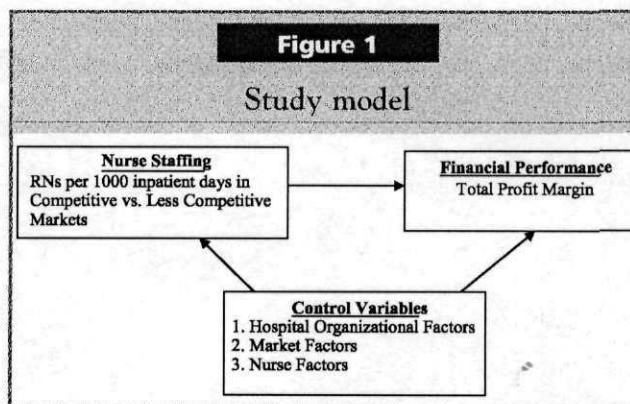 Figure 1
Study model
Nurse Staffing
RNs per 1000 inpatient days in
Competitive vs. Less Competitive
Markets
Financial Performance
Total Profit Margin
Control Variables
1. Hospital Organizational Factors
2. Market Factors
3. Nurse Factors